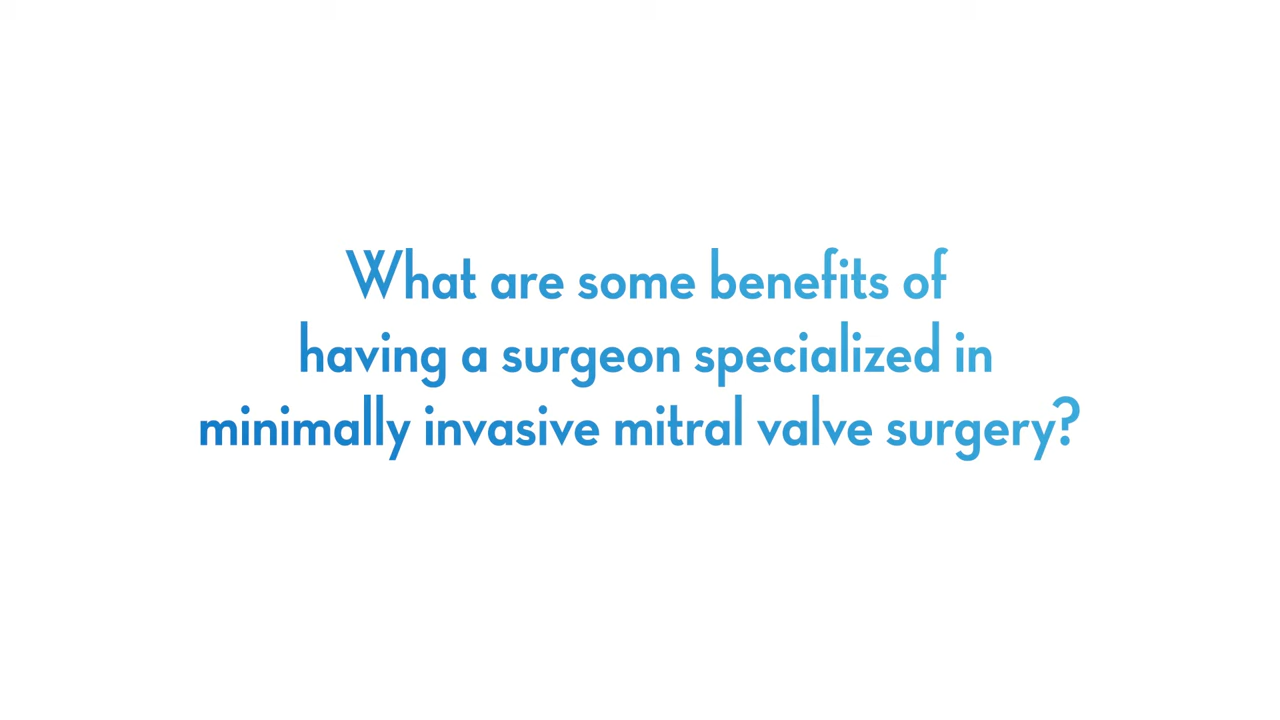 What are some benefits of
having a surgeon specialized in
minimally invasive mitral valve surgery?